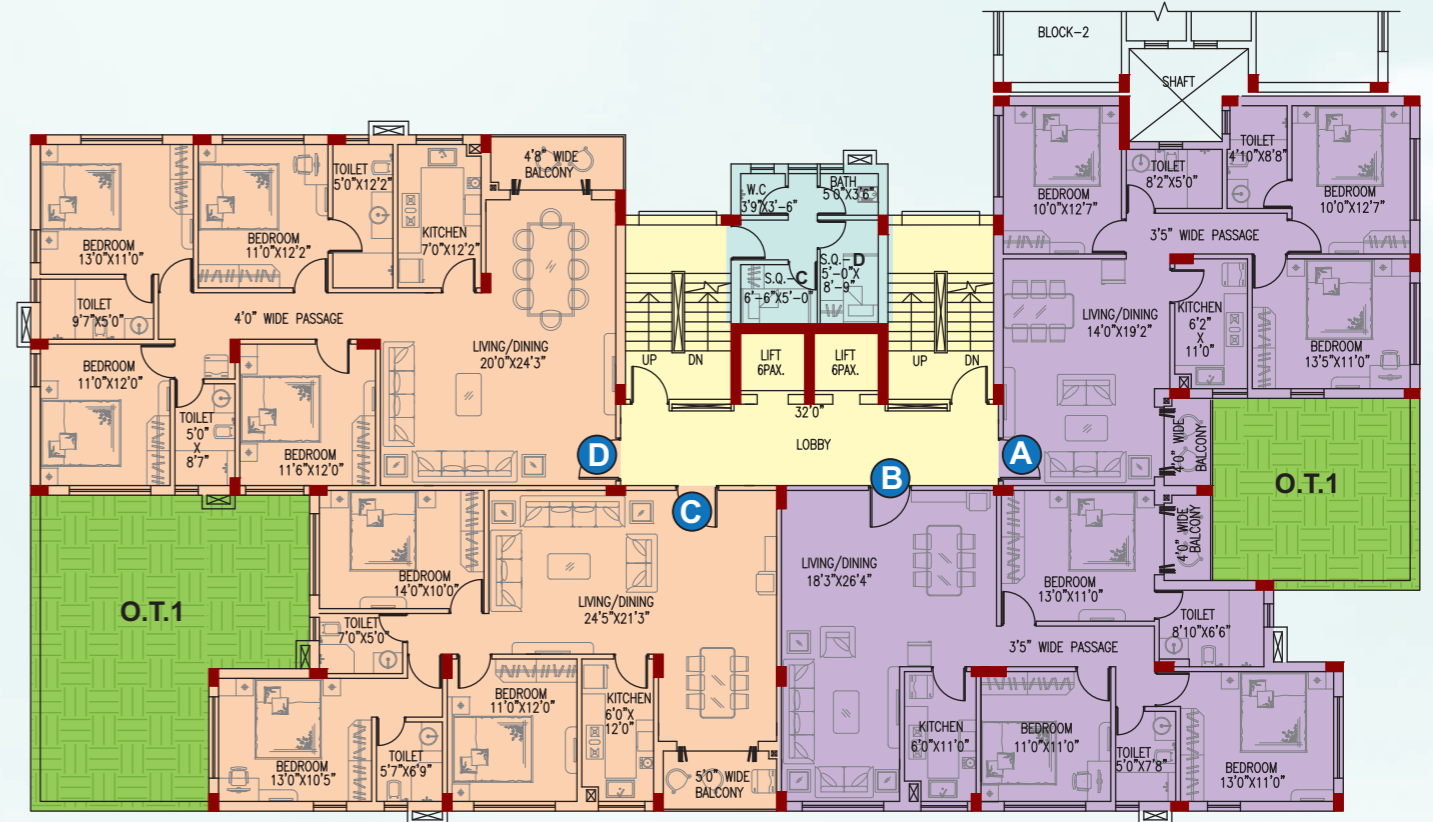 BLOCK-2
SHAFT
BEDROOM
13'0"X11'0"
BEDROOM
11'0"X12'2"
TOILET
5'0"X12'2"
KITCHEN
7'0"X12'2"
4'8" WIDE
BALCONY
W.C
3'9"X3'-6"
BATH
5'0"X3'6"
BEDROOM
10'0"X12'7"
TOILET
8'2"X5'0"
TOILET
4'10"X8'8"
BEDROOM
10'0"X12'7"
3'5" WIDE PASSAGE
TOILET
9'7"X5'0"
4'0" WIDE PASSAGE
LIVING/DINING
20'0"X24'3"
UP
DN
S.Q.-C
6'-6"X5'-0"
S.Q.-D
5'-0"X
8'-9"
LIFT
6PAX.
LIFT
6PAX.
UP
DN
LIVING/DINING
14'0"X19'2"
KITCHEN
6'2"
X
11'0"
BEDROOM
13'5"X11'0"
BEDROOM
11'0"X12'0"
TOILET
5'0"
X
8'7"
BEDROOM
11'6"X12'0"
32'0"
LOBBY
D
C
B
A
4'0" WIDE
BALCONY
O.T.1
O.T.1
BEDROOM
14'0"X10'0"
LIVING/DINING
24'5"X21'3"
LIVING/DINING
18'3"X26'4"
BEDROOM
13'0"X11'0"
4'0" WIDE
BALCONY
TOILET
7'0"X5'0"
3'5" WIDE PASSAGE
TOILET
8'10"X6'6"
BEDROOM
13'0"X10'5"
TOILET
5'7"X6'9"
BEDROOM
11'0"X12'0"
KITCHEN
6'0"X
12'0"
5'0" WIDE
BALCONY
KITCHEN
6'0"X11'0"
BEDROOM
11'0"X11'0"
TOILET
5'0"X7'8"
BEDROOM
13'0"X11'0"